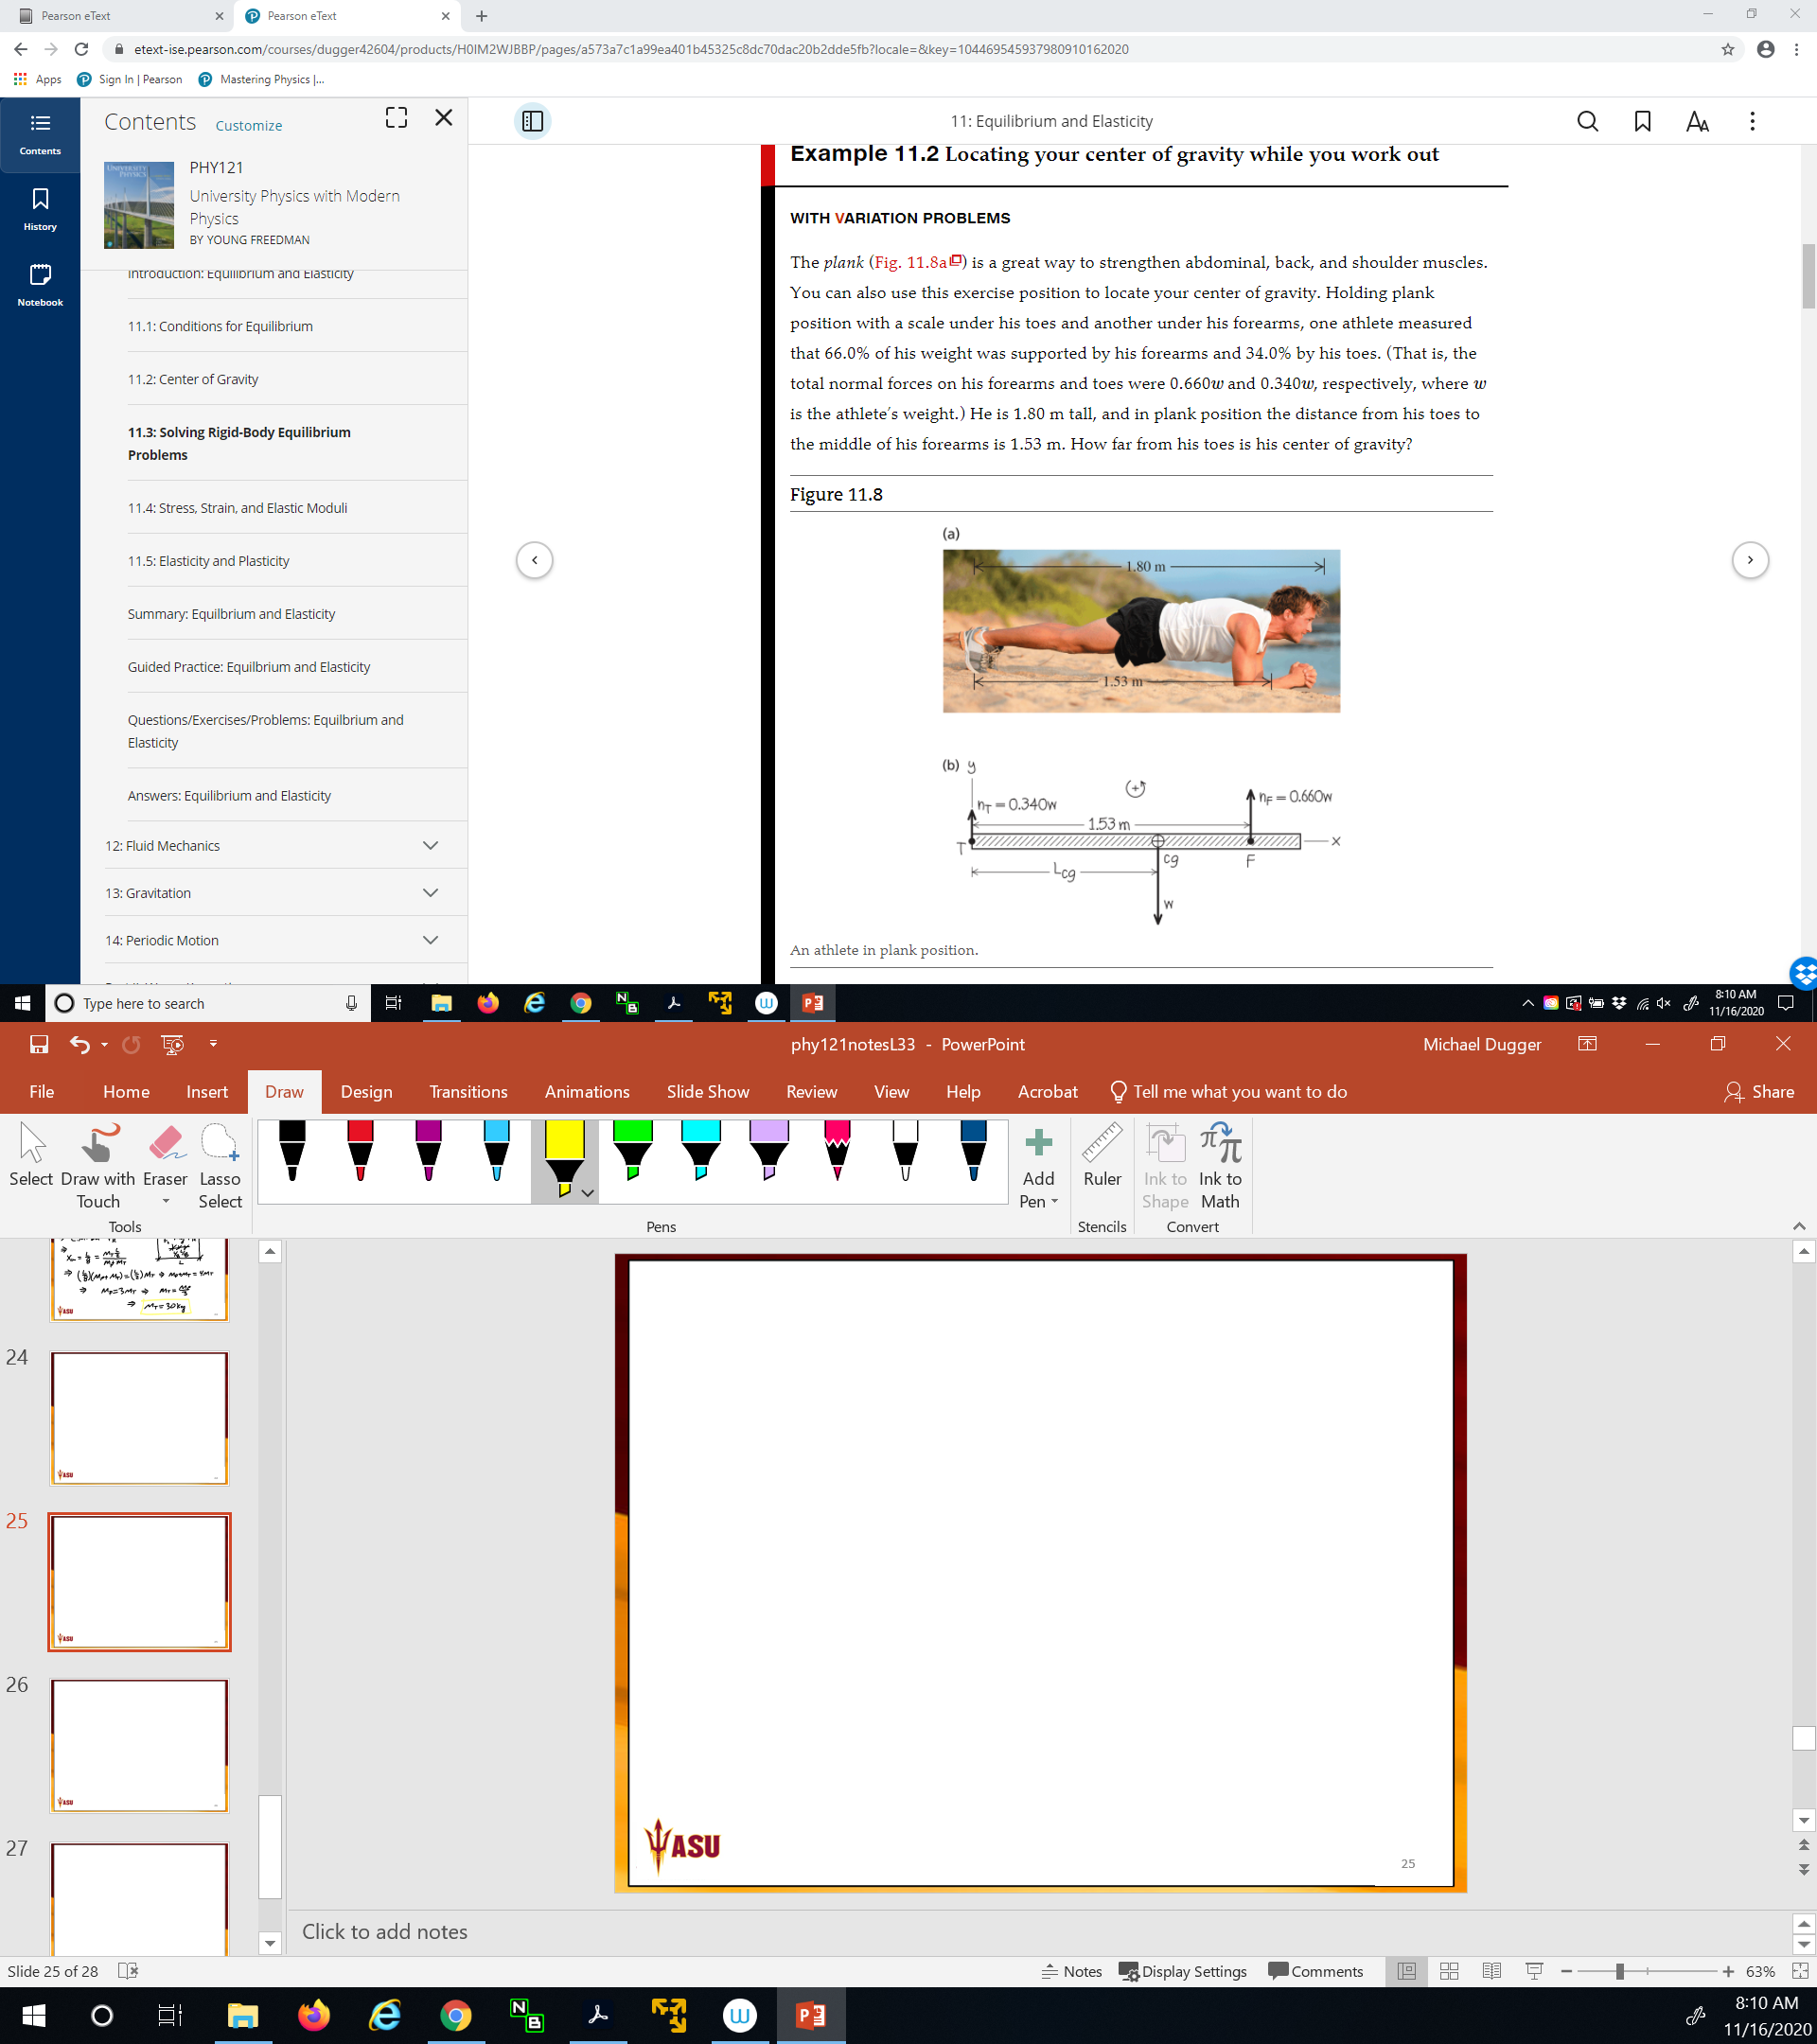 Pearson eText
Pearson eText
etext-ise.pearson.com/courses/dugger42604/products/H0IM2WJBBP/pages/a573a7c1a99ea401b45325c8dc70dac20b2dde5fb?locale=&key=104469545937980910162020
Apps
Sign In | Pearson
Mastering Physics |...
Contents
History
Notebook
Contents
Customize
PHY121
University Physics with Modern
Physics
BY YOUNG FREEDMAN
Introduction: Equilibrium and Elasticity
11.1: Conditions for Equilibrium
11.2: Center of Gravity
11.3: Solving Rigid-Body Equilibrium
Problems
11.4: Stress, Strain, and Elastic Moduli
11.5: Elasticity and Plasticity
Summary: Equilbrium and Elasticity
Guided Practice: Equilbrium and Elasticity
Questions/Exercises/Problems: Equilbrium and
Elasticity
Answers: Equilibrium and Elasticity
12: Fluid Mechanics
13: Gravitation
14: Periodic Motion
11: Equilibrium and Elasticity
Example 11.2 Locating your center of gravity while you work out
WITH VARIATION PROBLEMS
The plank (Fig. 11.8a) is a great way to strengthen abdominal, back, and shoulder muscles.
You can also use this exercise position to locate your center of gravity. Holding plank
position with a scale under his toes and another under his forearms, one athlete measured
that 66.0% of his weight was supported by his forearms and 34.0% by his toes. (That is, the
total normal forces on his forearms and toes were 0.660w and 0.340w, respectively, where w
is the athlete's weight.) He is 1.80 m tall, and in plank position the distance from his toes to
the middle of his forearms is 1.53 m. How far from his toes is his center of gravity?
Figure 11.8
(a)
1.80 m
1.53 m
(b) y
+
nT = 0.340w
nF = 0.660w
1.53 m
x
T
cg
F
Lcg
w
An athlete in plank position.
Type here to search
8:10 AM
11/16/2020
phy121notesL33 - PowerPoint
Michael Dugger
File
Home
Insert
Draw
Design
Transitions
Animations
Slide Show
Review
View
Help
Acrobat
Tell me what you want to do
Share
Select
Draw with
Touch
Eraser
Lasso
Select
Add
Pen
Ruler
Ink to
Shape
Ink to
Math
Tools
Pens
Stencils
Convert
MT = 30kg
ASU
24
ASU
25
ASU
26
ASU
27
ASU
25
Click to add notes
Slide 25 of 28
Notes
Display Settings
Comments
63%
8:10 AM
11/16/2020